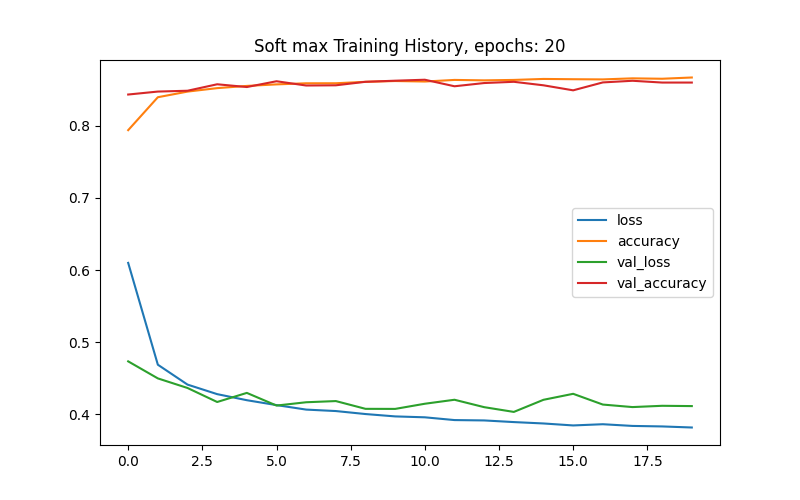 Soft max Training History, epochs: 20
0.8
0.7
0.6
0.5
0.4
loss
accuracy
val_loss
val_accuracy
0.0 2.5 5.0 7.5 10.0 12.5 15.0 17.5